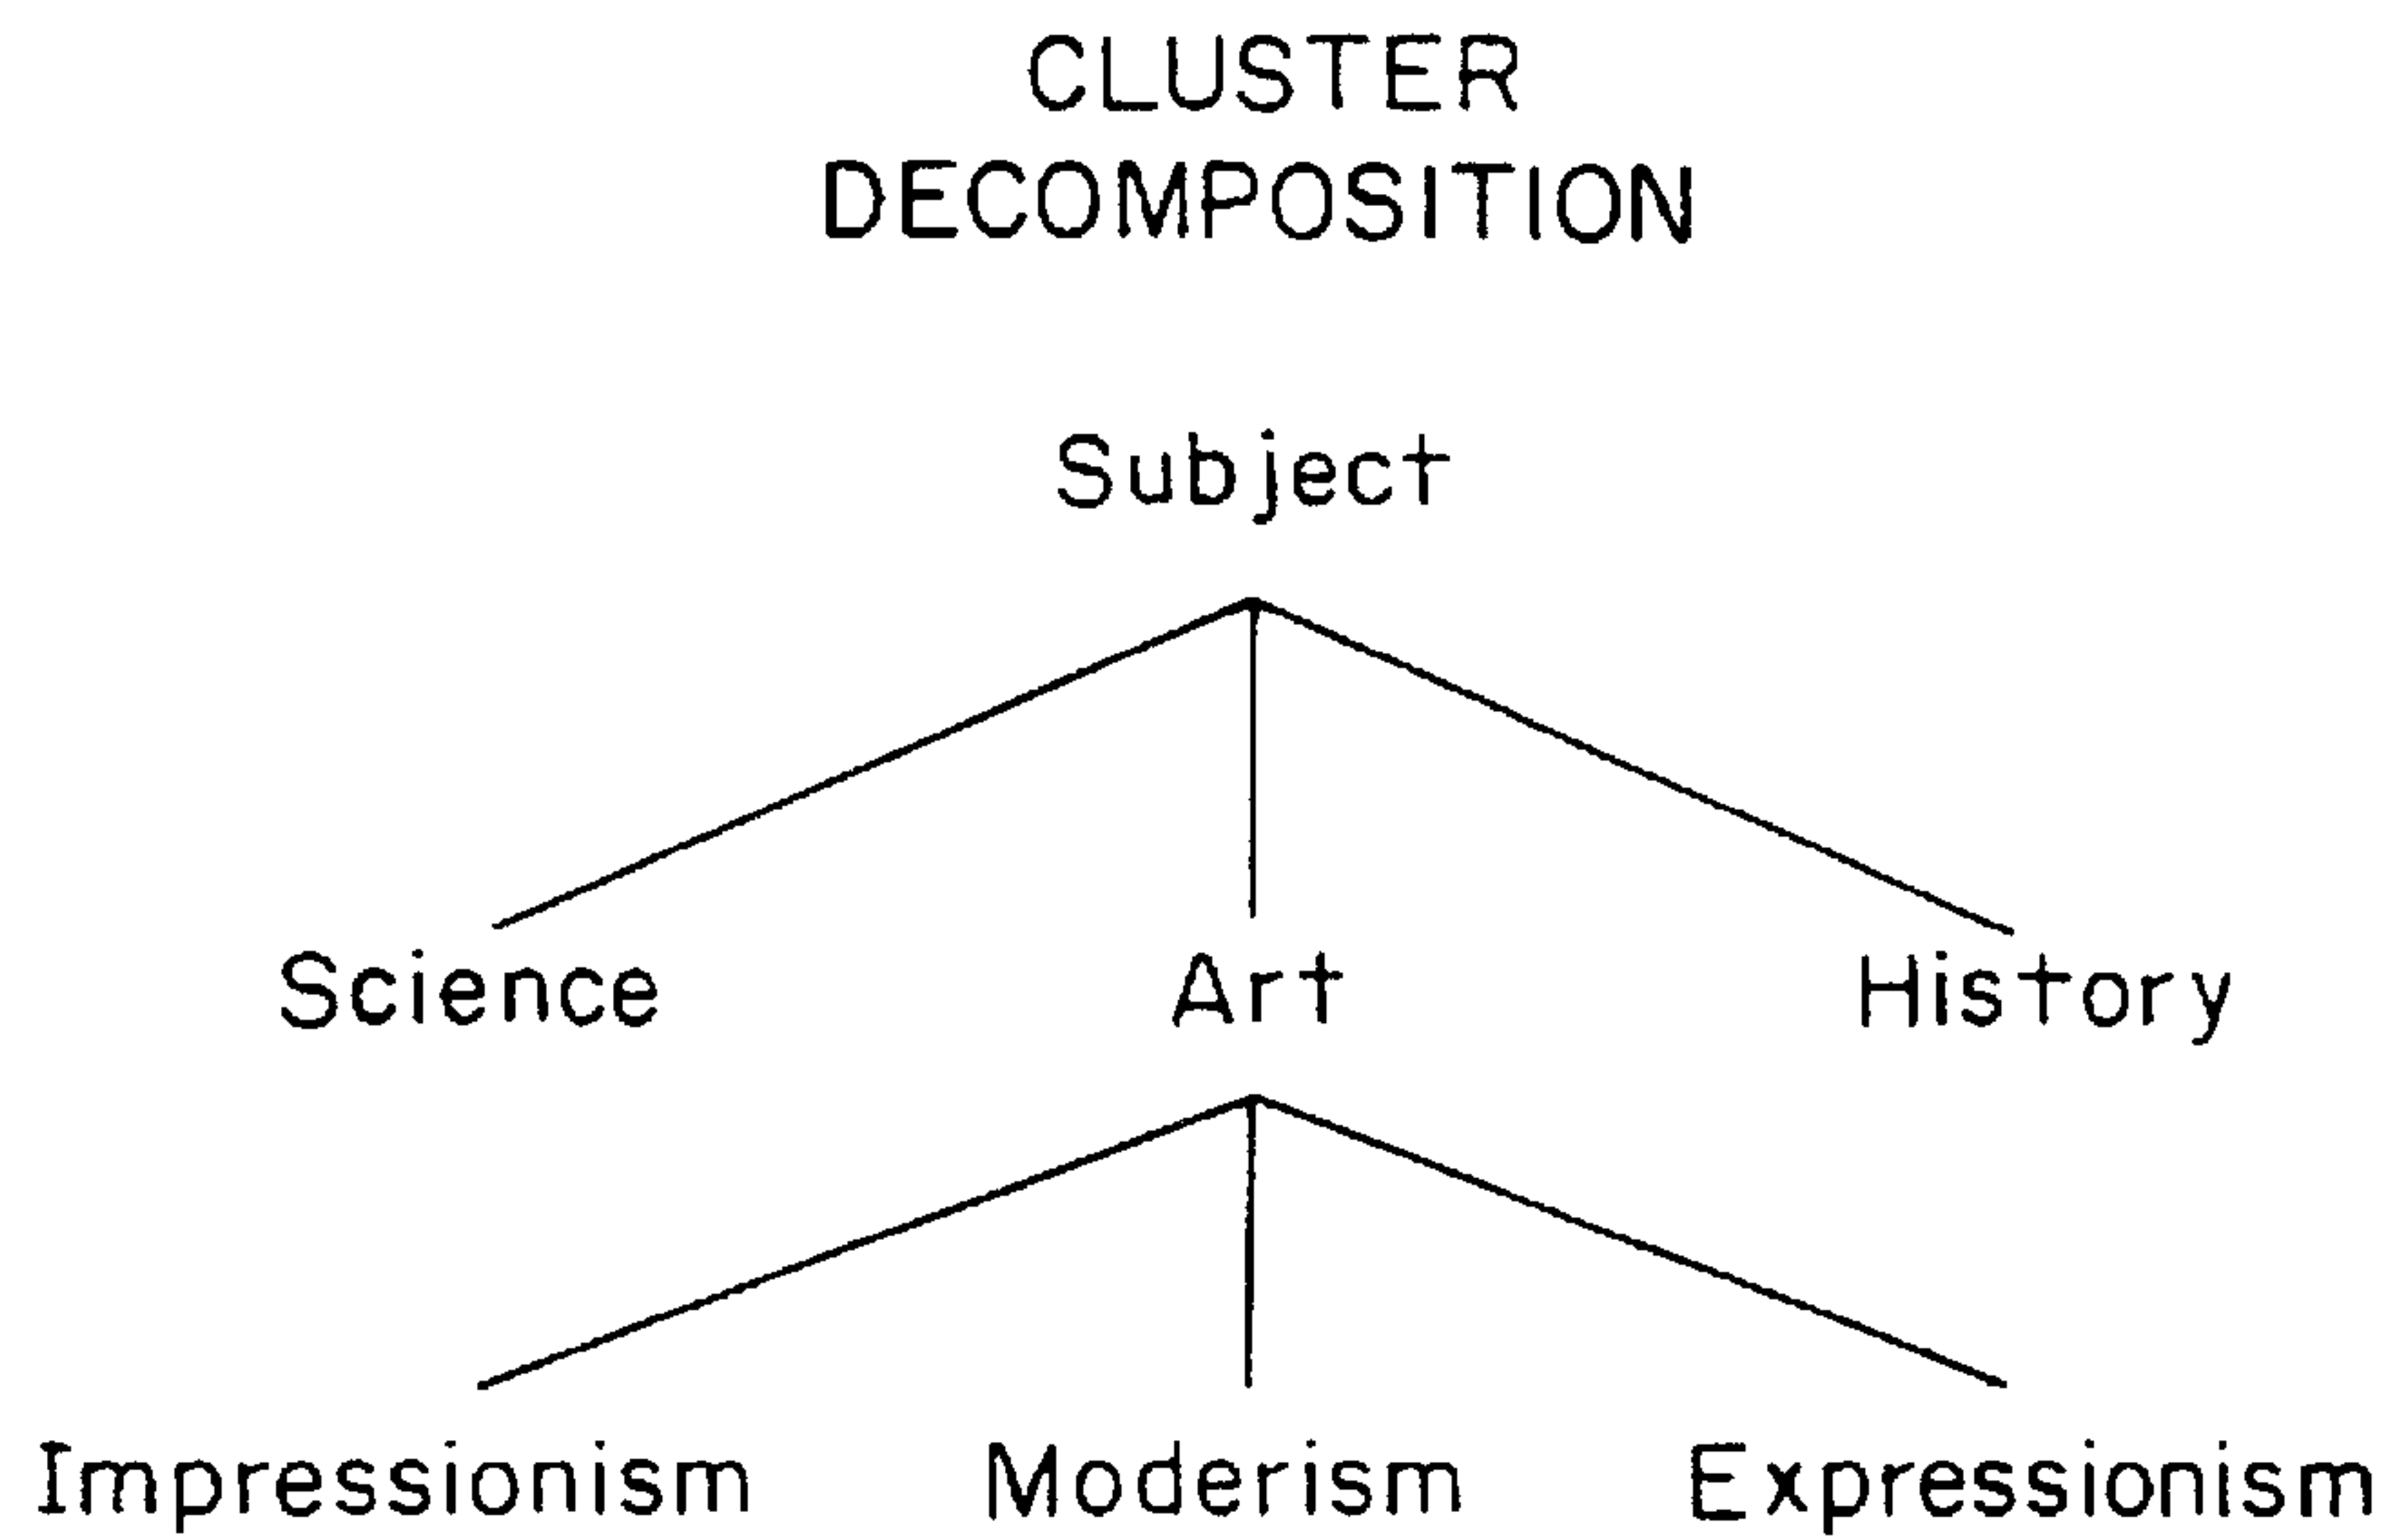 CLUSTER
DECOMPOSITION
Subject
Science Art History
Impressionism Moderism Expressionism